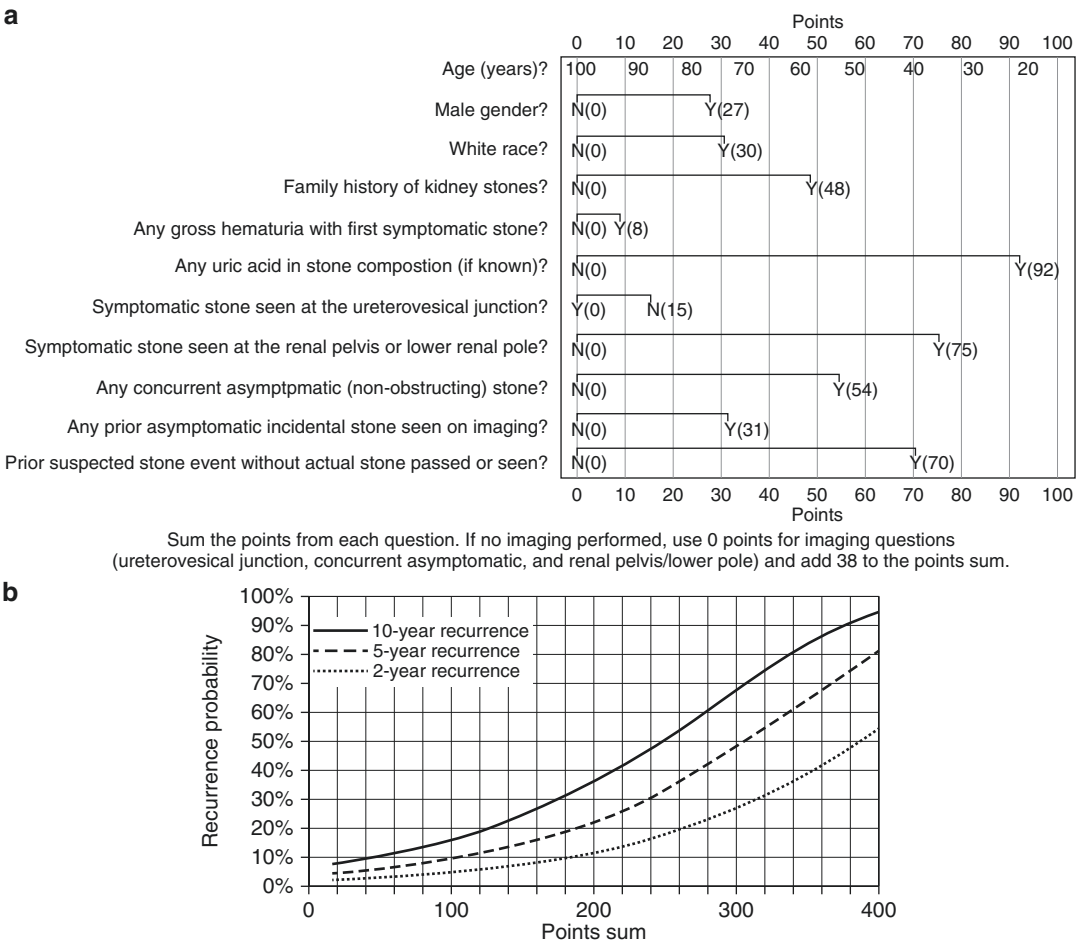 a
Points
0 10 20 30 40 50 60 70 80 90 100
Age (years)? 100 90 80 70 60 50 40 30 20
Male gender? N(0) Y(27)
White race? N(0) Y(30)
Family history of kidney stones? N(0) Y(48)
Any gross hematuria with first symptomatic stone? N(0) Y(8)
Any uric acid in stone compostion (if known)? N(0) Y(92)
Symptomatic stone seen at the ureterovesical junction? Y(0) N(15)
Symptomatic stone seen at the renal pelvis or lower renal pole? N(0) Y(75)
Any concurrent asymptpmatic (non-obstructing) stone? N(0) Y(54)
Any prior asymptomatic incidental stone seen on imaging? N(0) Y(31)
Prior suspected stone event without actual stone passed or seen? N(0) Y(70)
0 10 20 30 40 50 60 70 80 90 100
Points
Sum the points from each question. If no imaging performed, use 0 points for imaging questions
(ureterovesical junction, concurrent asymptomatic, and renal pelvis/lower pole) and add 38 to the points sum.
b
Recurrence probability
100%
90%
80%
70%
60%
50%
40%
30%
20%
10%
0%
10-year recurrence
5-year recurrence
2-year recurrence
0 100 200 300 400
Points sum